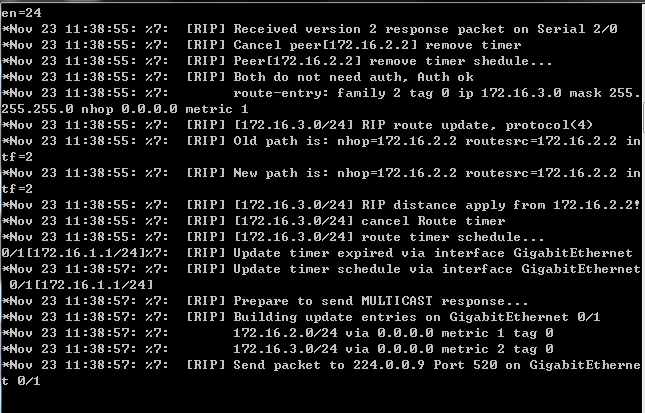 en=24
*Nov 23 11:38:55: %7:  [RIP] Received version 2 response packet on Serial 2/0
*Nov 23 11:38:55: %7:  [RIP] Cancel peer[172.16.2.2] remove timer
*Nov 23 11:38:55: %7:  [RIP] Peer[172.16.2.2] remove timer shedule...
*Nov 23 11:38:55: %7:  [RIP] Both do not need auth, Auth ok
*Nov 23 11:38:55: %7:        route-entry: family 2 tag 0 ip 172.16.3.0 mask 255.
255.255.0 nhop 0.0.0.0 metric 1
*Nov 23 11:38:55: %7:  [RIP] [172.16.3.0/24] RIP route update, protocol(4)
*Nov 23 11:38:55: %7:  [RIP] Old path is: nhop=172.16.2.2 routesrc=172.16.2.2 in
tf=2
*Nov 23 11:38:55: %7:  [RIP] New path is: nhop=172.16.2.2 routesrc=172.16.2.2 in
tf=2
*Nov 23 11:38:55: %7:  [RIP] [172.16.3.0/24] RIP distance apply from 172.16.2.2!
*Nov 23 11:38:55: %7:  [RIP] [172.16.3.0/24] cancel Route timer
*Nov 23 11:38:55: %7:  [RIP] [172.16.3.0/24] route timer schedule...
0/1[172.16.1.1/24]%7:  [RIP] Update timer expired via interface GigabitEthernet
*Nov 23 11:38:57: %7:  [RIP] Update timer schedule via interface GigabitEthernet
 0/1[172.16.1.1/24]
*Nov 23 11:38:57: %7:  [RIP] Prepare to send MULTICAST response...
*Nov 23 11:38:57: %7:  [RIP] Building update entries on GigabitEthernet 0/1
*Nov 23 11:38:57: %7:        172.16.2.0/24 via 0.0.0.0 metric 1 tag 0
*Nov 23 11:38:57: %7:        172.16.3.0/24 via 0.0.0.0 metric 2 tag 0
*Nov 23 11:38:57: %7:  [RIP] Send packet to 224.0.0.9 Port 520 on GigabitEtherne
t 0/1